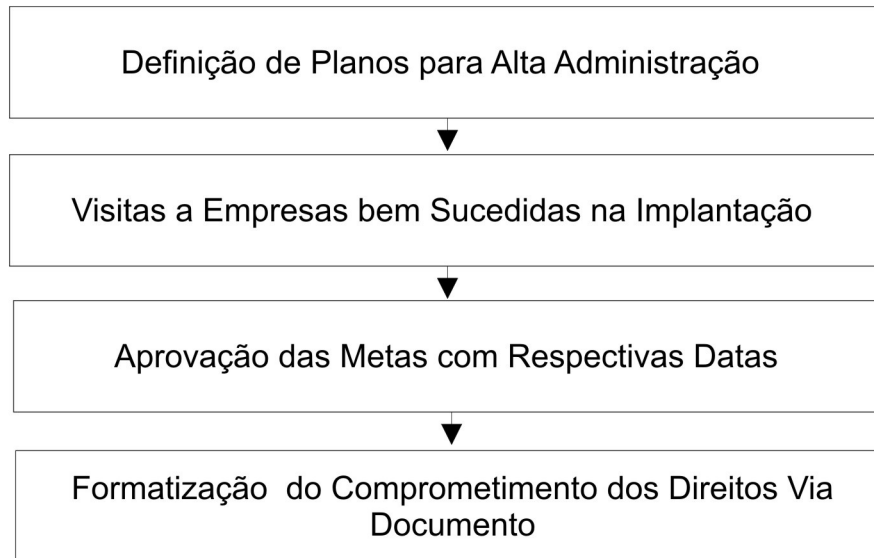 Definição de Planos para Alta Administração
Visitas a Empresas bem Sucedidas na Implantação
Aprovação das Metas com Respectivas Datas
Formatização do Comprometimento dos Direitos Via
Documento